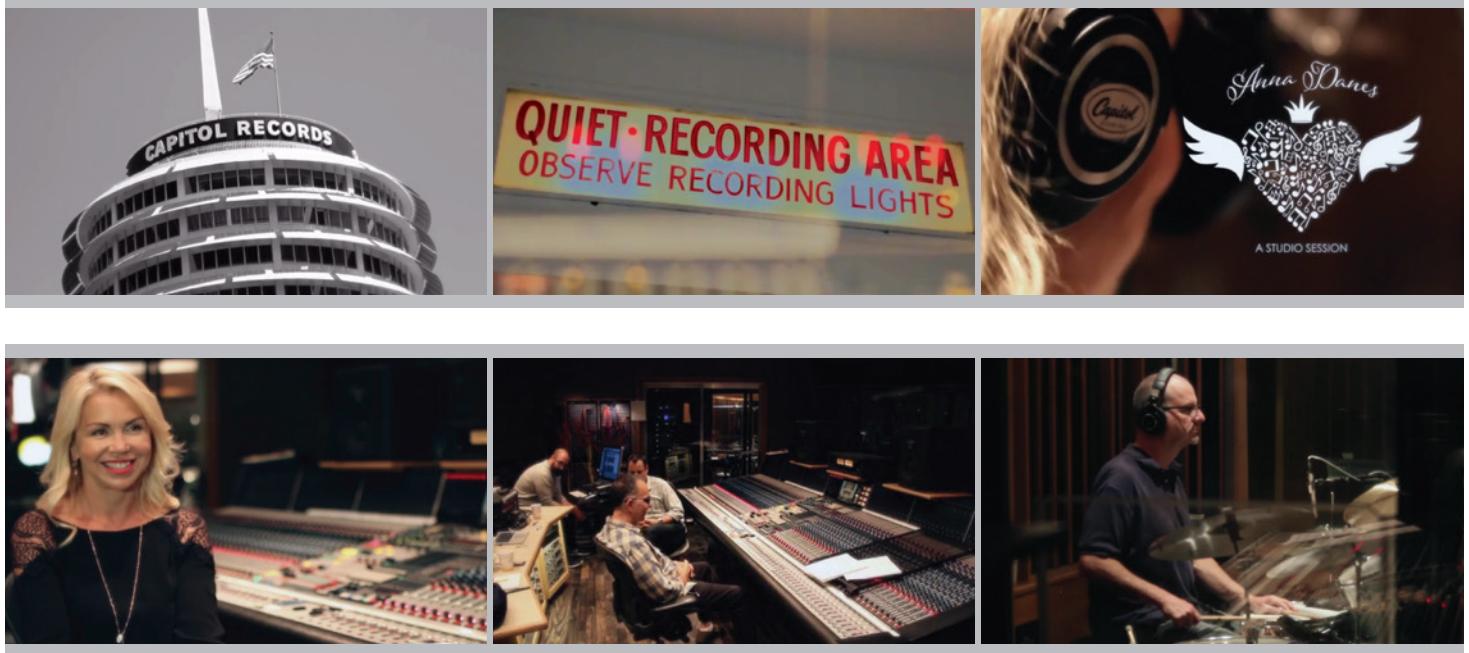 CAPITOL RECORDS
QUIET•RECORDING AREA
OBSERVE RECORDING LIGHTS
Capitol
Anna Danes
A STUDIO SESSION